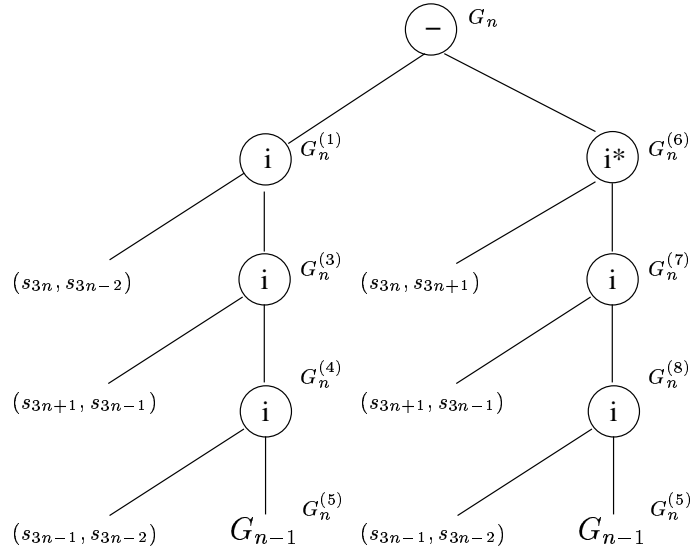 − G_n
i G_n^{(1)} i* G_n^{(6)}
(s_{3n}, s_{3n−2}) i G_n^{(3)} (s_{3n}, s_{3n+1}) i G_n^{(7)}
(s_{3n+1}, s_{3n−1}) i G_n^{(4)} (s_{3n+1}, s_{3n−1}) i G_n^{(8)}
(s_{3n−1}, s_{3n−2}) G_{n−1} G_n^{(5)} (s_{3n−1}, s_{3n−2}) G_{n−1} G_n^{(5)}